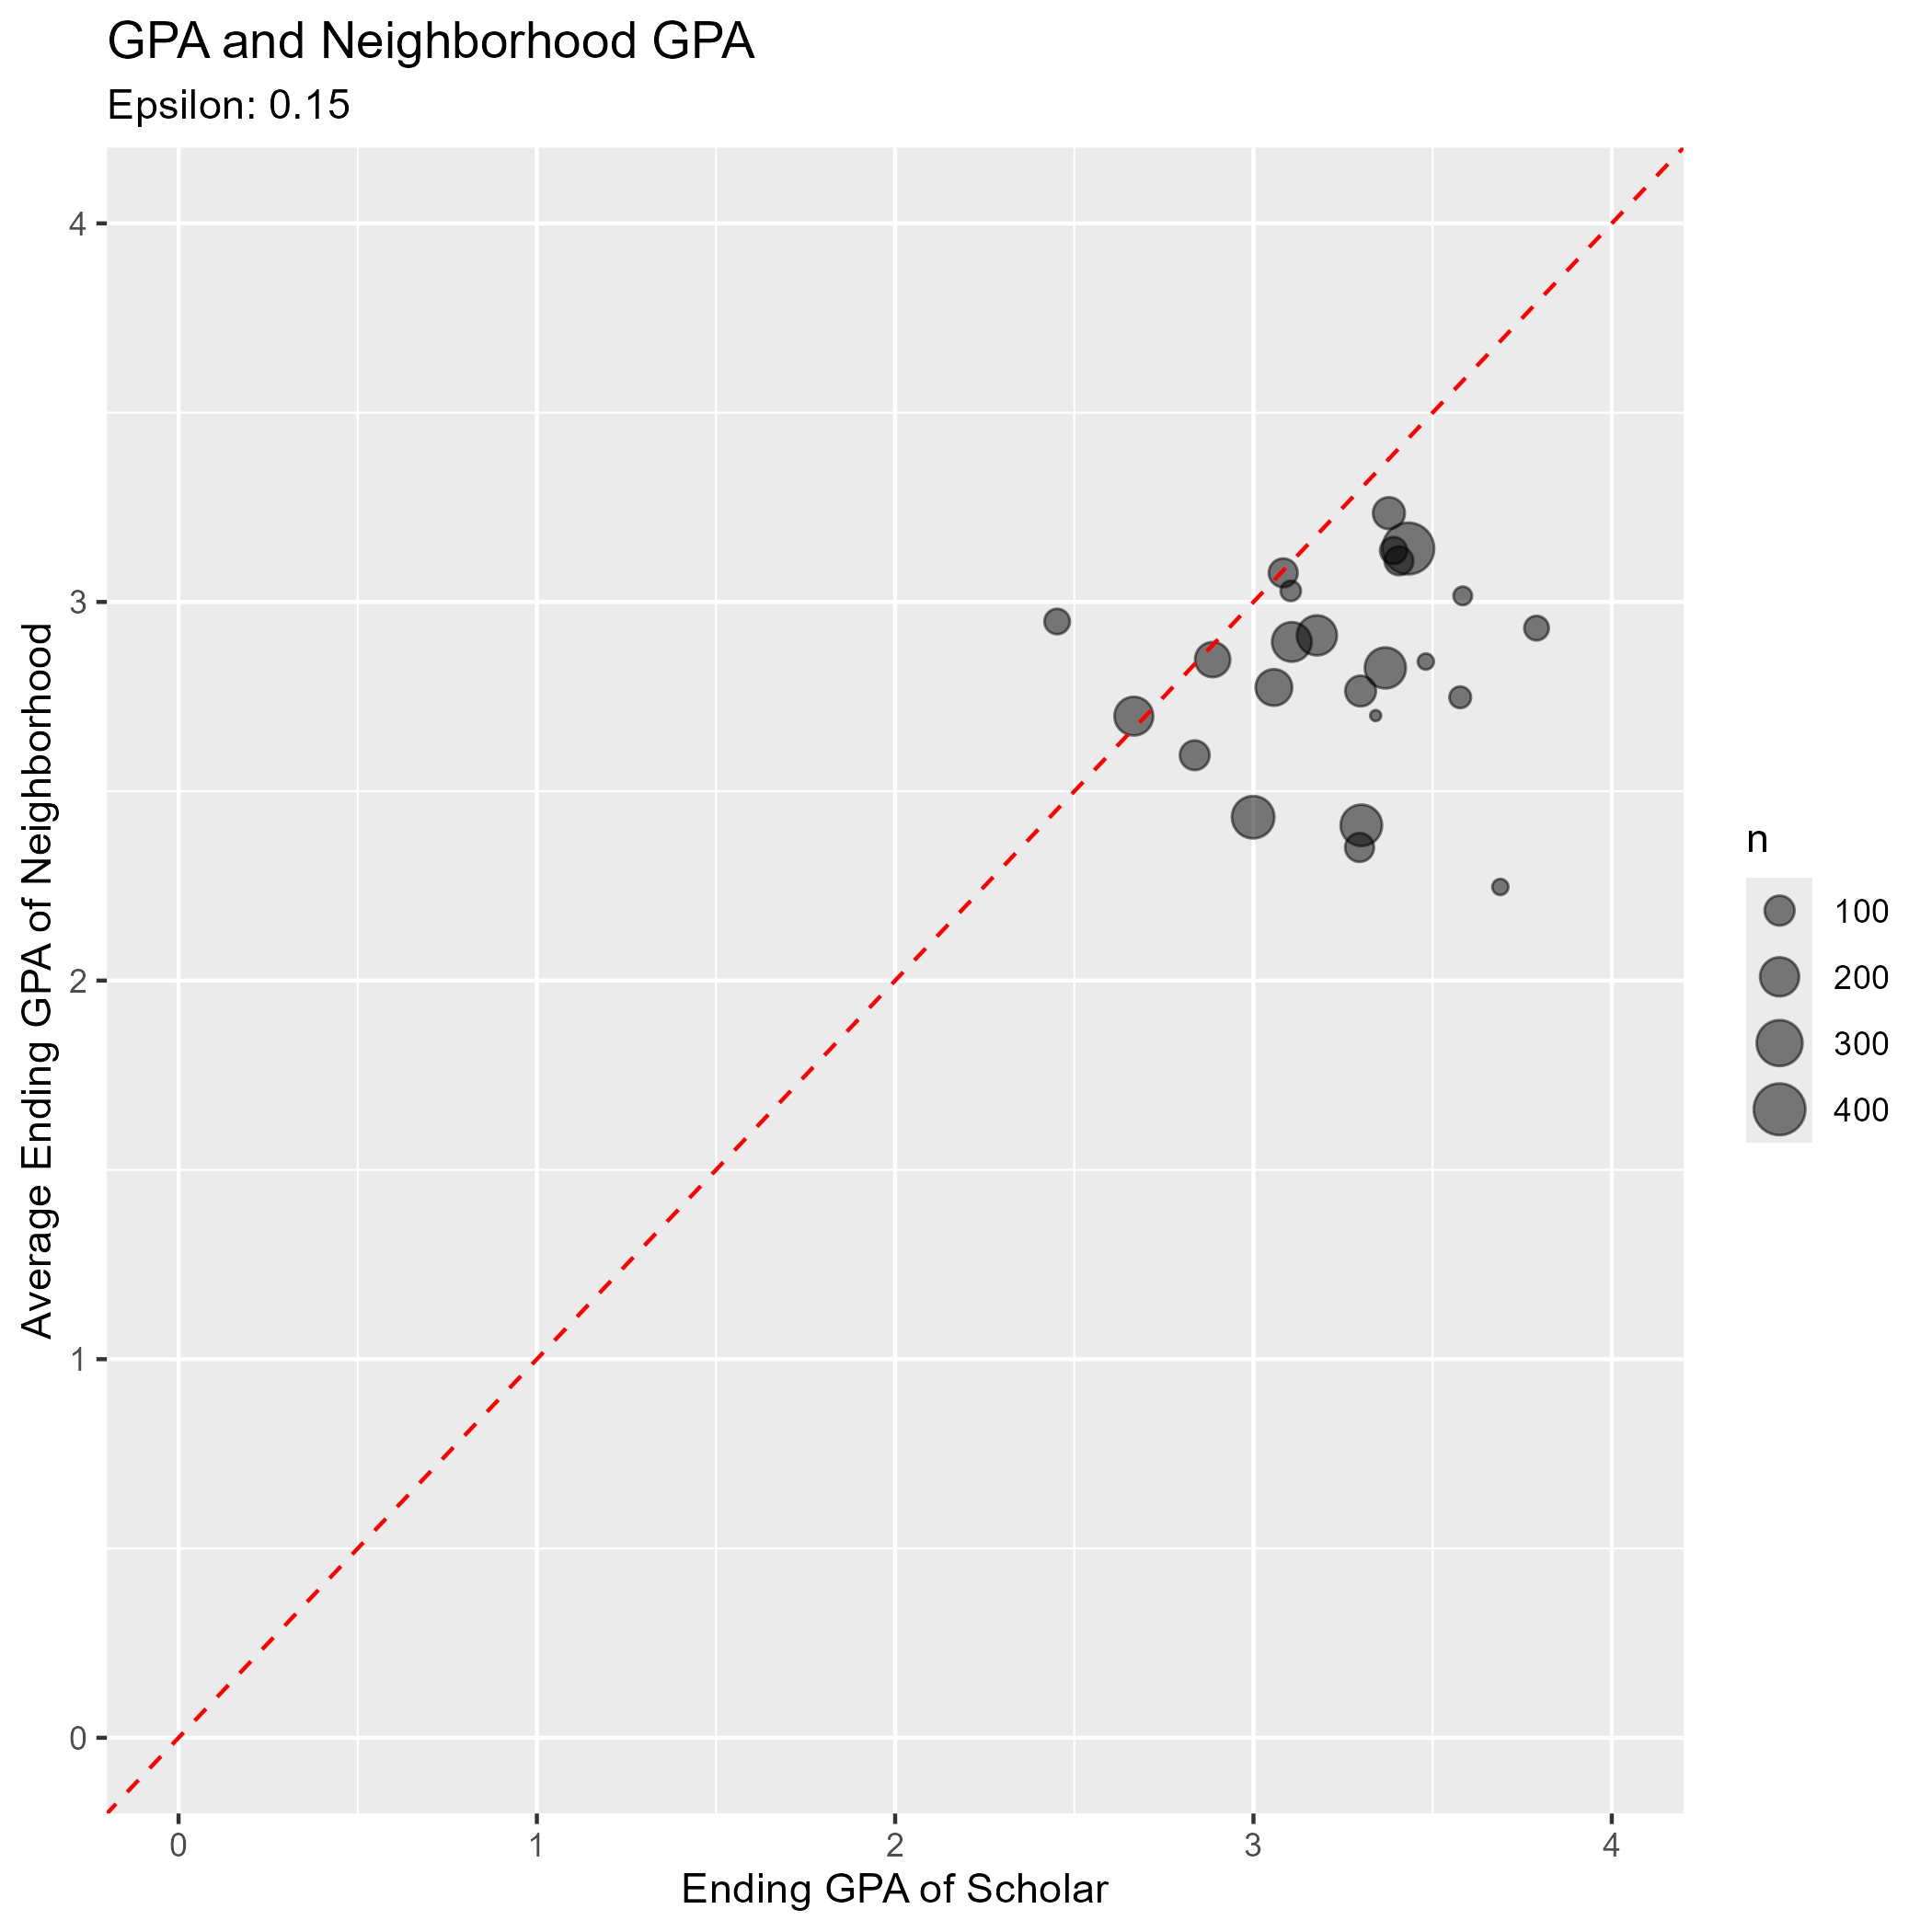 GPA and Neighborhood GPA
Epsilon: 0.15
Average Ending GPA of Neighborhood
4
3
2
1
0
0
1
2
3
4
Ending GPA of Scholar
n
100
200
300
400